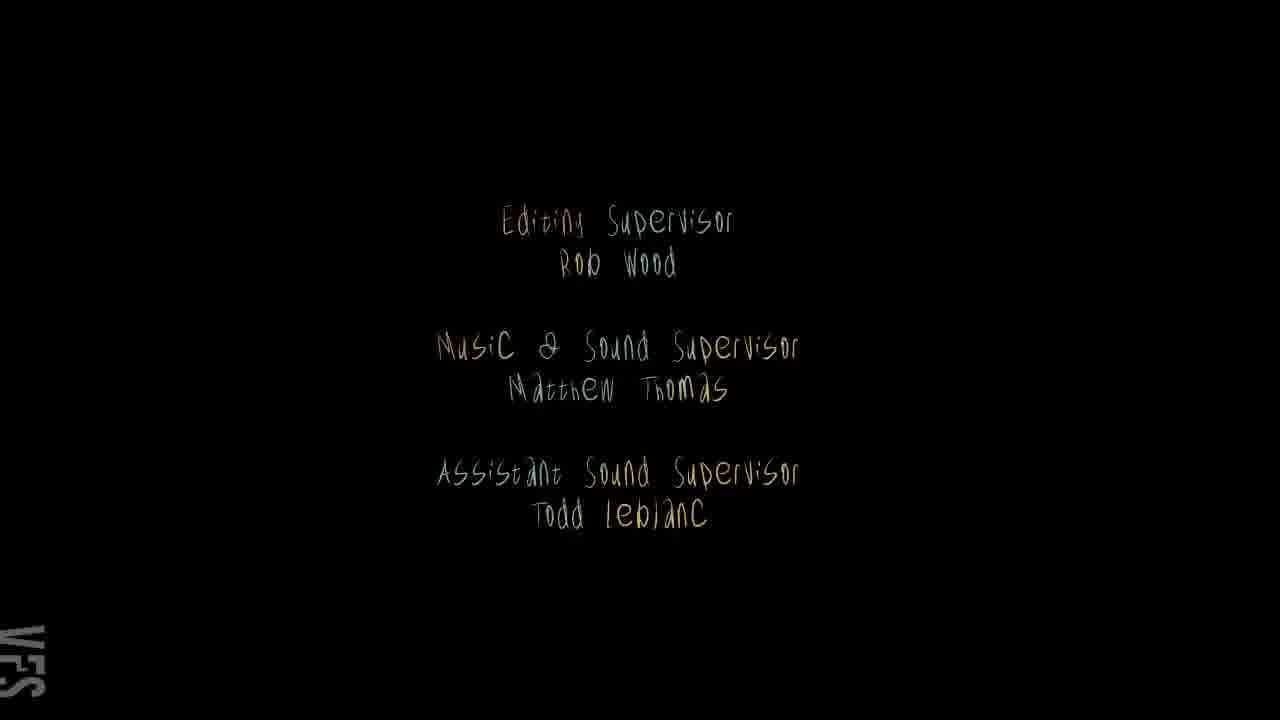 Editing Supervisor
Rob Wood
Music & Sound Supervisor
Matthew Thomas
Assistant Sound Supervisor
Todd leblanc
VFS